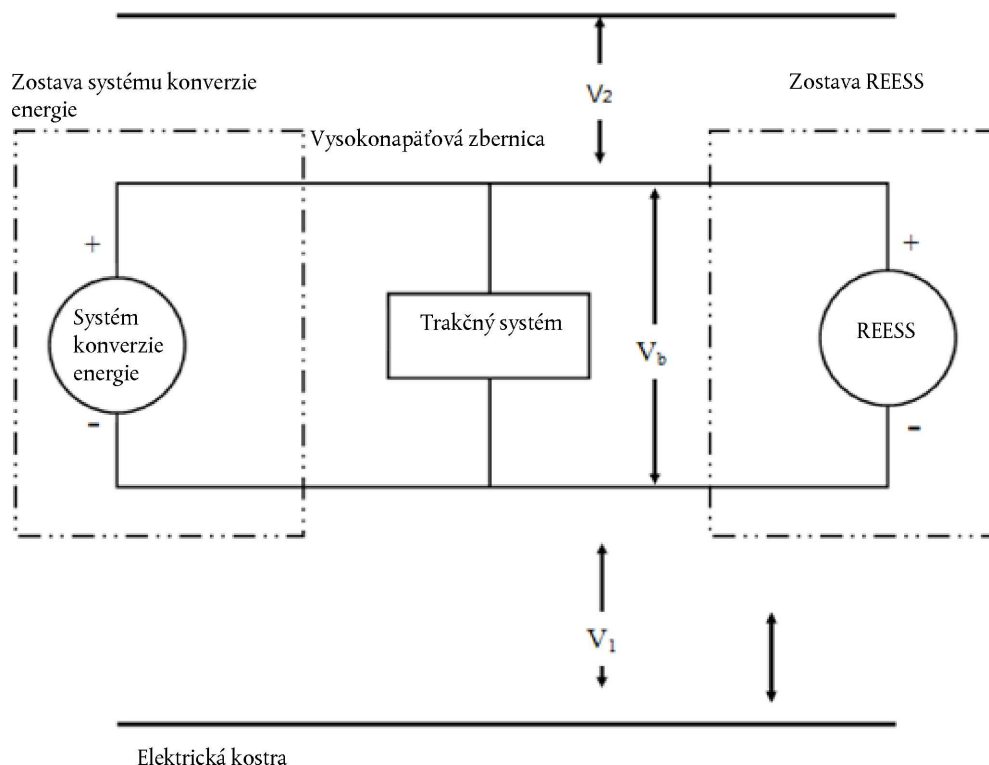 Zostava systému konverzie
energie
Zostava REESS
V2
Vysokonapäťová zbernica
+
+
Systém
konverzie
energie
Trakčný systém
Vb
REESS
-
-
V1
Elektrická kostra